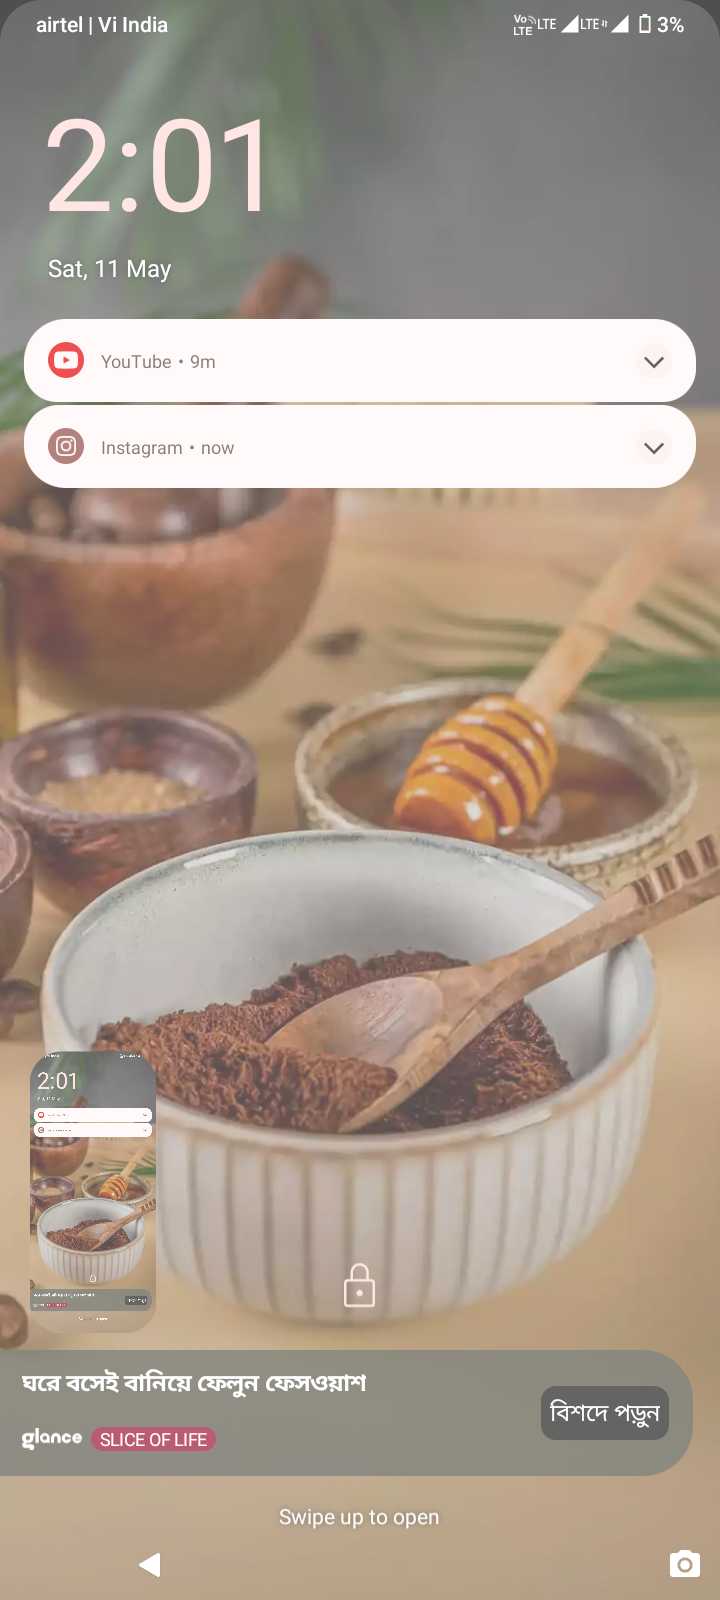 airtel | Vi India
Vo LTE LTE LTE 3%
2:01
Sat, 11 May
YouTube • 9m
Instagram • now
2:01
ঘরে বসেই বানিয়ে ফেলুন ফেসওয়াশ
বিশদে পড়ুন
glance SLICE OF LIFE
Swipe up to open